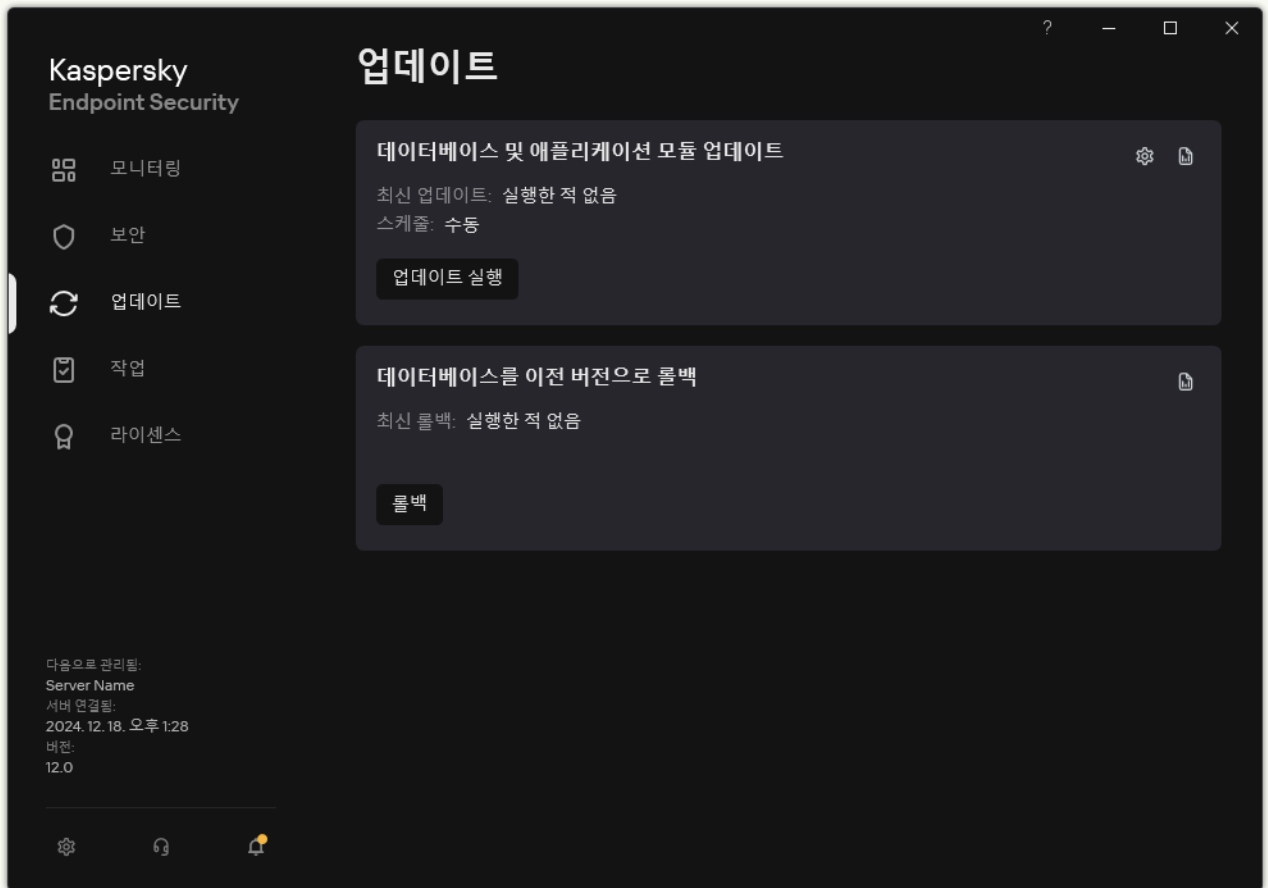 Kaspersky
Endpoint Security
모니터링
보안
업데이트
작업
라이센스
다음으로 관리됨:
Server Name
서버 연결됨:
2024. 12. 18. 오후 1:28
버전:
12.0
?
업데이트
데이터베이스 및 애플리케이션 모듈 업데이트
최신 업데이트: 실행한 적 없음
스케줄: 수동
업데이트 실행
데이터베이스를 이전 버전으로 롤백
최신 롤백: 실행한 적 없음
롤백